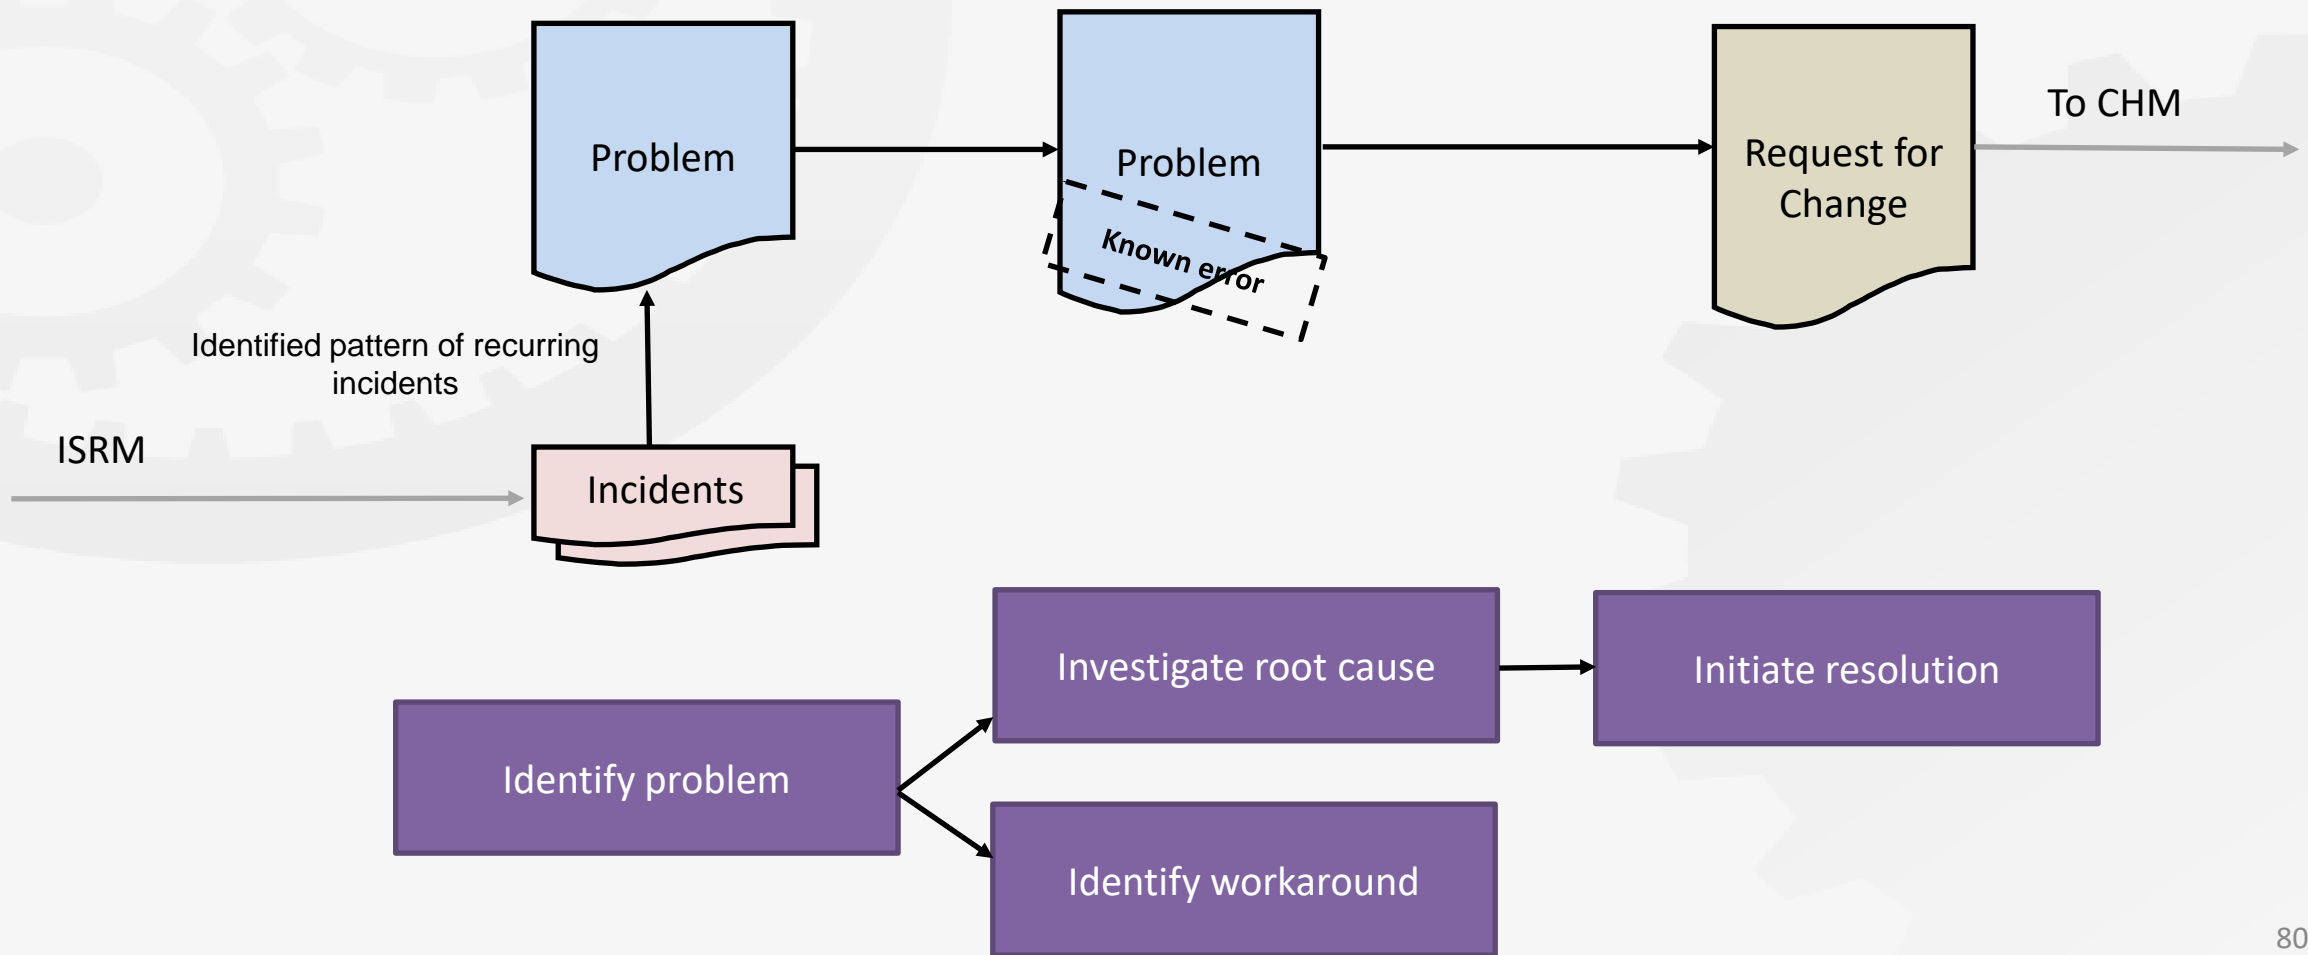 Problem
Problem
Known error
Request for
Change
To CHM
Identified pattern of recurring
incidents
ISRM
Incidents
Investigate root cause
Initiate resolution
Identify problem
Identify workaround
80